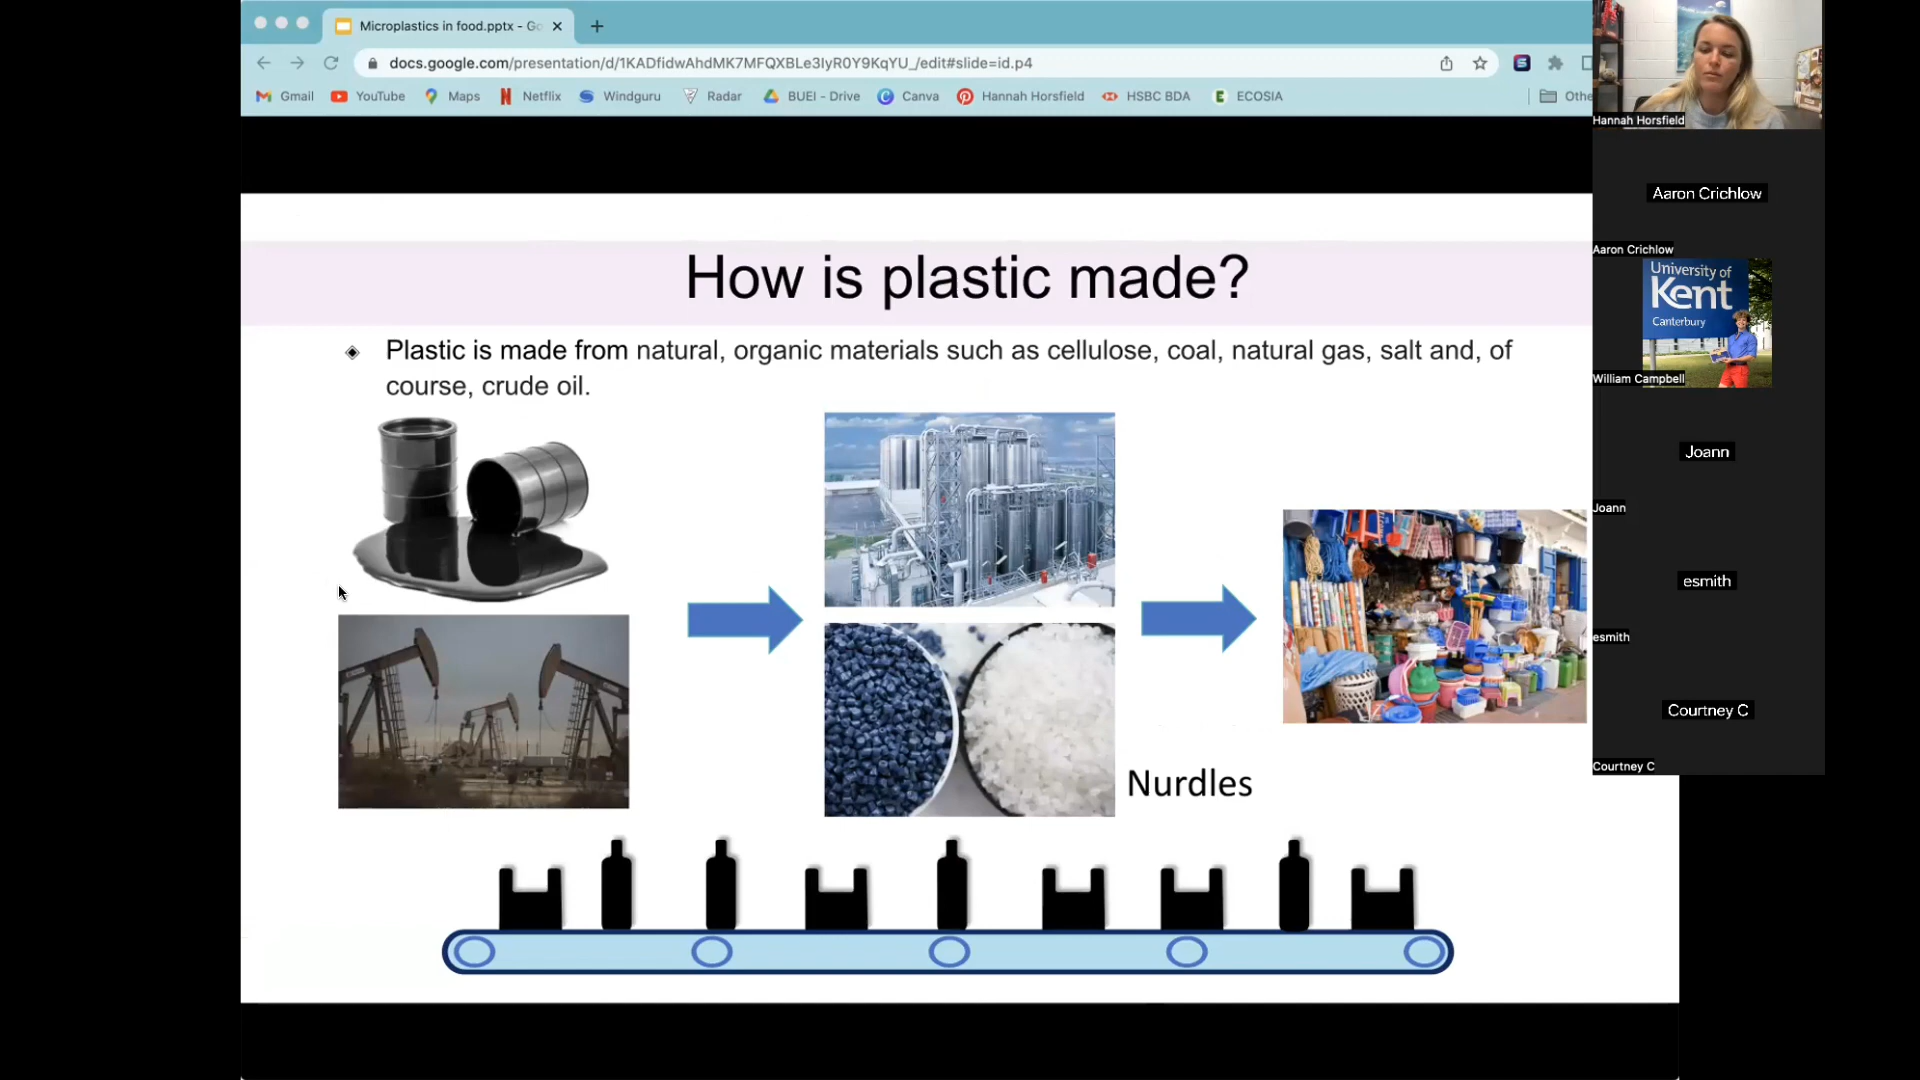 Microplastics in food.pptx - Go
docs.google.com/presentation/d/1KADfidwAhdMK7MFQXBLe3IyR0Y9KqYU_/edit#slide=id.p4
Gmail YouTube Maps Netflix Windguru Radar BUEI - Drive Canva Hannah Horsfield HSBC BDA ECOSIA Othe
How is plastic made?
Plastic is made from natural, organic materials such as cellulose, coal, natural gas, salt and, of
course, crude oil.
Nurdles
Hannah Horsfield
Aaron Crichlow
Aaron Crichlow
University of
Kent
Canterbury
William Campbell
Joann
Joann
esmith
esmith
Courtney C
Courtney C